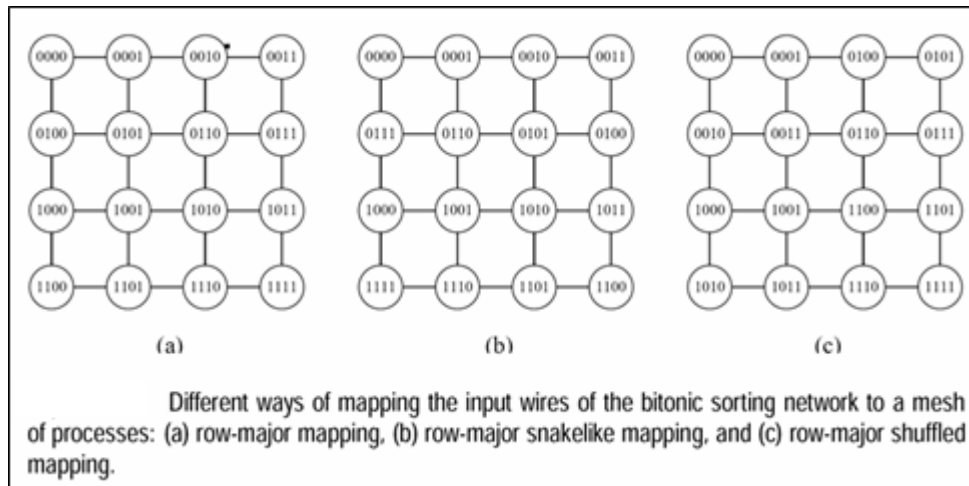 0000 0001 0010 0011 0000 0001 0010 0011 0000 0001 0100 0101
0100 0101 0110 0111 0111 0110 0101 0100 0010 0011 0110 0111
1000 1001 1010 1011 1000 1001 1010 1011 1000 1001 1100 1101
1100 1101 1110 1111 1111 1110 1101 1100 1010 1011 1110 1111
(a) (b) (c)
Different ways of mapping the input wires of the bitonic sorting network to a mesh
of processes: (a) row-major mapping, (b) row-major snakelike mapping, and (c) row-major shuffled
mapping.